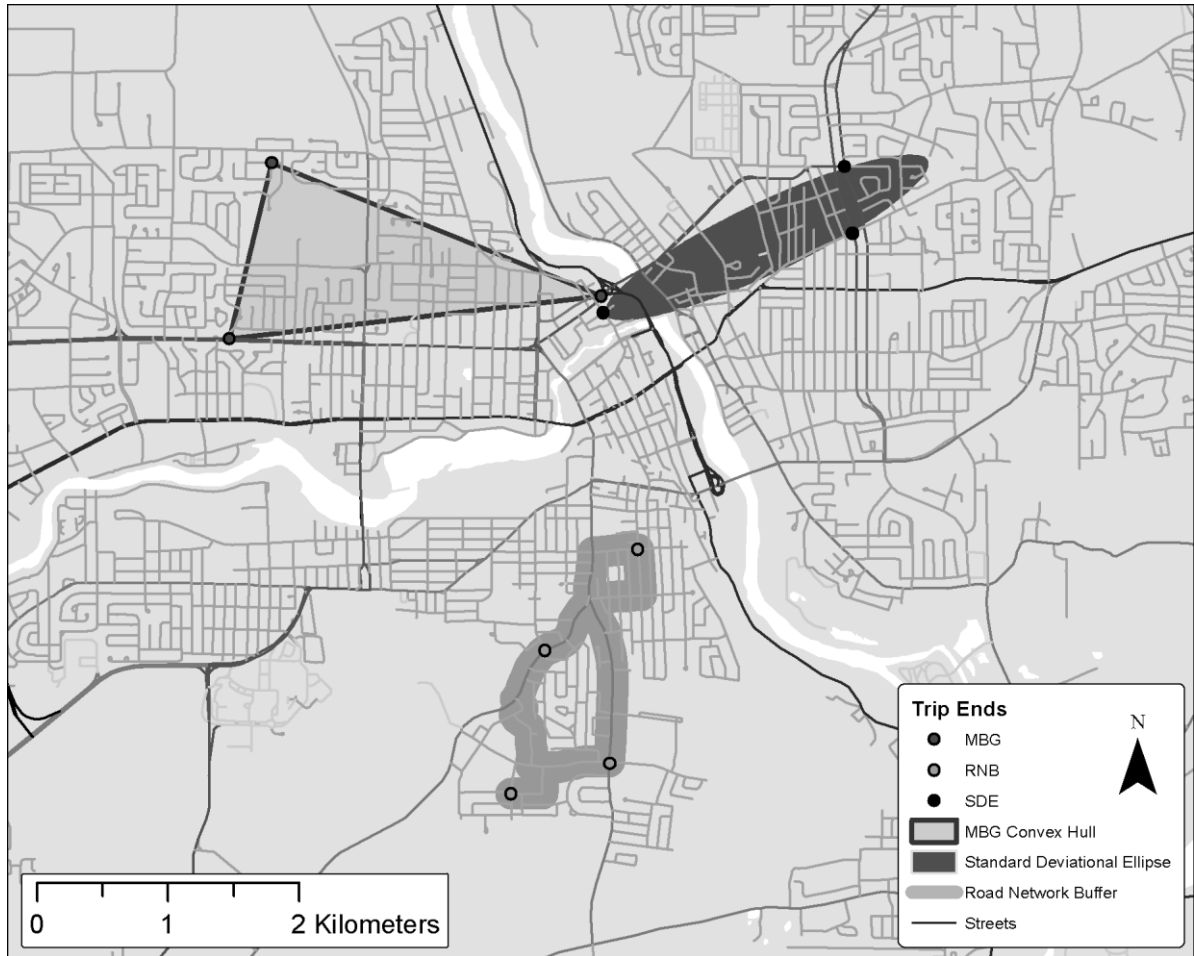 Trip Ends
MBG
RNB
SDE
MBG Convex Hull
Standard Deviational Ellipse
Road Network Buffer
Streets
N
0 1 2 Kilometers